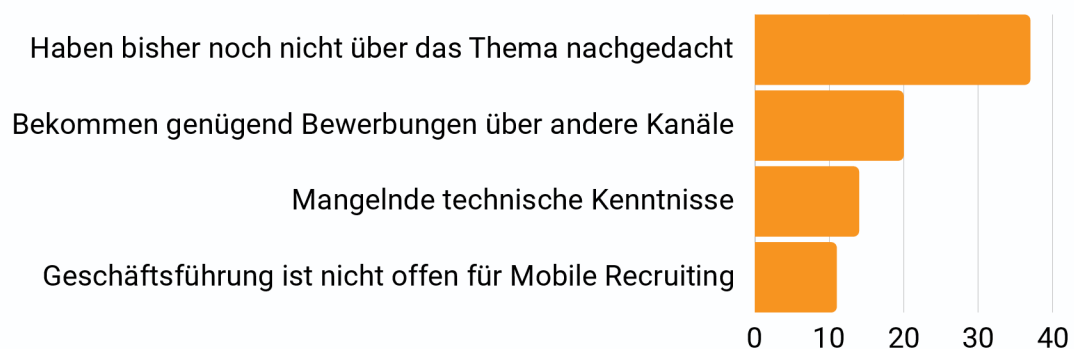 Haben bisher noch nicht über das Thema nachgedacht
Bekommen genügend Bewerbungen über andere Kanäle
Mangelnde technische Kenntnisse
Geschäftsführung ist nicht offen für Mobile Recruiting
0 10 20 30 40